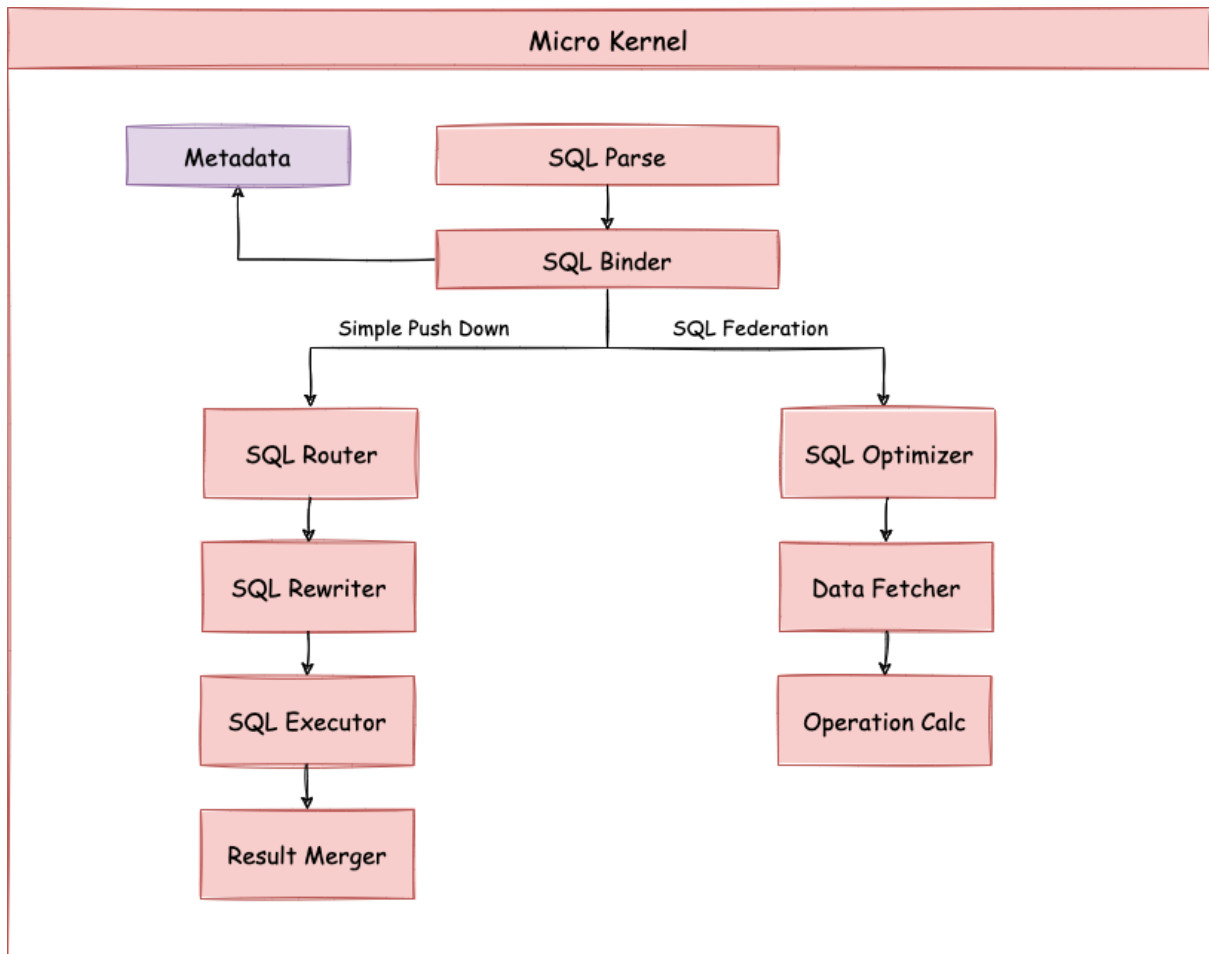 Micro Kernel
Metadata
SQL Parse
SQL Binder
Simple Push Down
SQL Federation
SQL Router
SQL Optimizer
SQL Rewriter
Data Fetcher
SQL Executor
Operation Calc
Result Merger